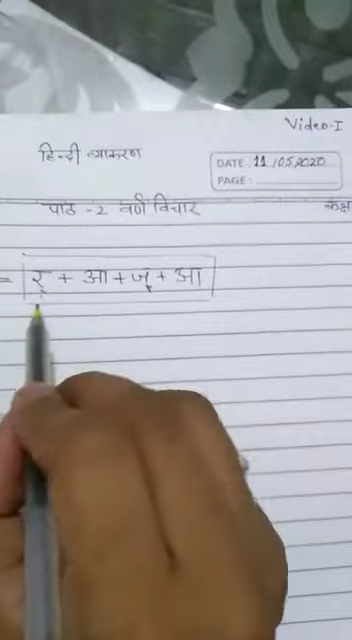 Video-I
हिन्दी व्याकरण
DATE: 11/05/2020
PAGE:
पाठ -2 वर्ण विचार
= र् + आ + ज् + आ